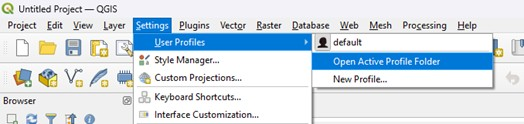 Untitled Project — QGIS
Project Edit View Layer Settings Plugins Vector Raster Database Web Mesh Processing Help
User Profiles
default
Style Manager...
Open Active Profile Folder
Custom Projections...
New Profile...
Keyboard Shortcuts...
Browser
Interface Customization...